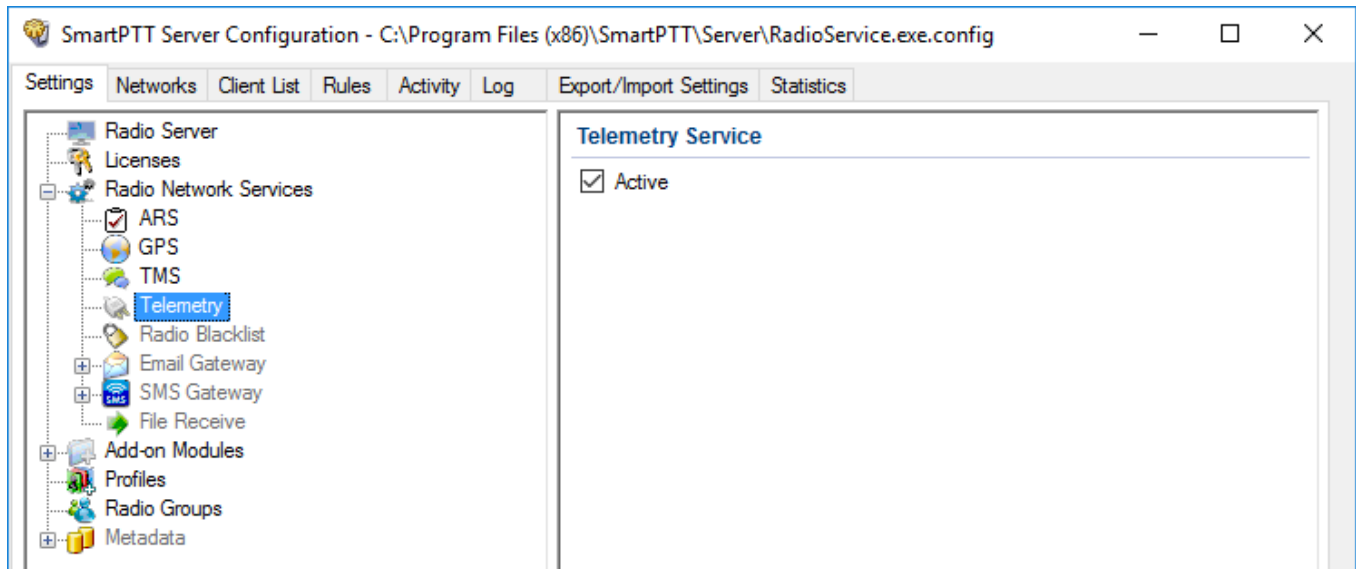 SmartPTT Server Configuration - C:\Program Files (x86)\SmartPTT\Server\RadioService.exe.config
Settings Networks Client List Rules Activity Log Export/Import Settings Statistics
Radio Server
Licenses
Radio Network Services
ARS
GPS
TMS
Telemetry
Radio Blacklist
Email Gateway
SMS
SMS Gateway
File Receive
Add-on Modules
Profiles
Radio Groups
Metadata
Telemetry Service
Active